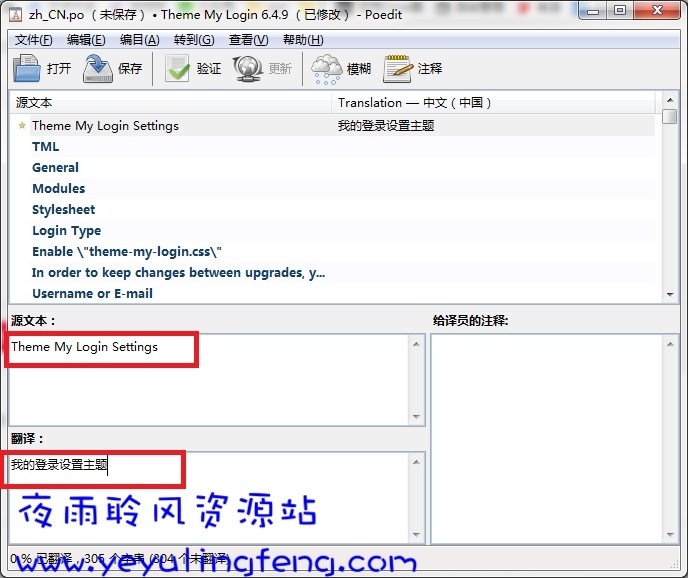 zh_CN.po（未保存）• Theme My Login 6.4.9（已修改）- Poedit
文件(F) 编辑(E) 编目(A) 转到(G) 查看(V) 帮助(H)
打开 保存 验证 更新 模糊 注释
源文本 Translation — 中文（中国）
Theme My Login Settings 我的登录设置主题
TML
General
Modules
Stylesheet
Login Type
Enable \"theme-my-login.css\"
In order to keep changes between upgrades, y...
Username or E-mail
源文本：
给译员的注释:
Theme My Login Settings
翻译：
我的登录设置主题
夜雨聆风资源站
0 % 已翻译，305 个字串 (304 个未翻译)
www.yeyulingfeng.com